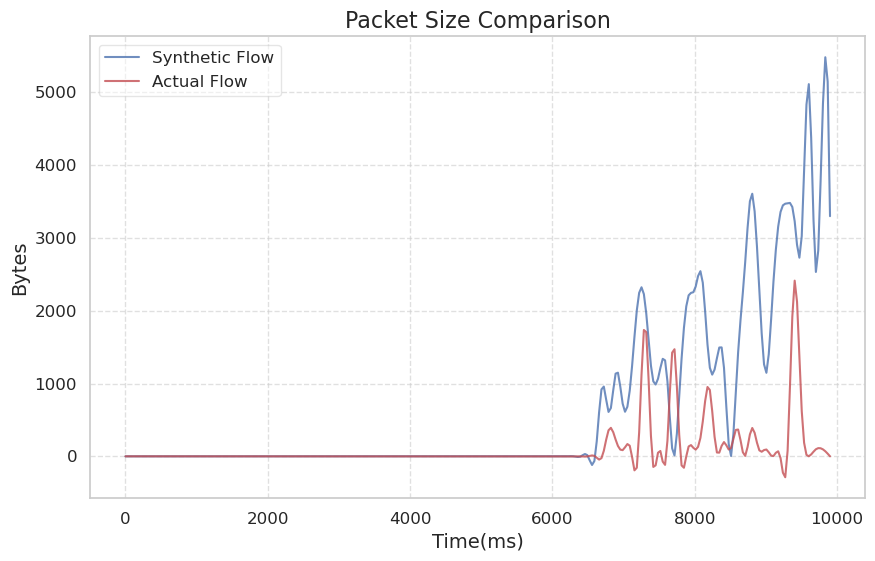 Packet Size Comparison
Synthetic Flow
Actual Flow
5000
4000
3000
2000
1000
0
Bytes
0 2000 4000 6000 8000 10000
Time(ms)